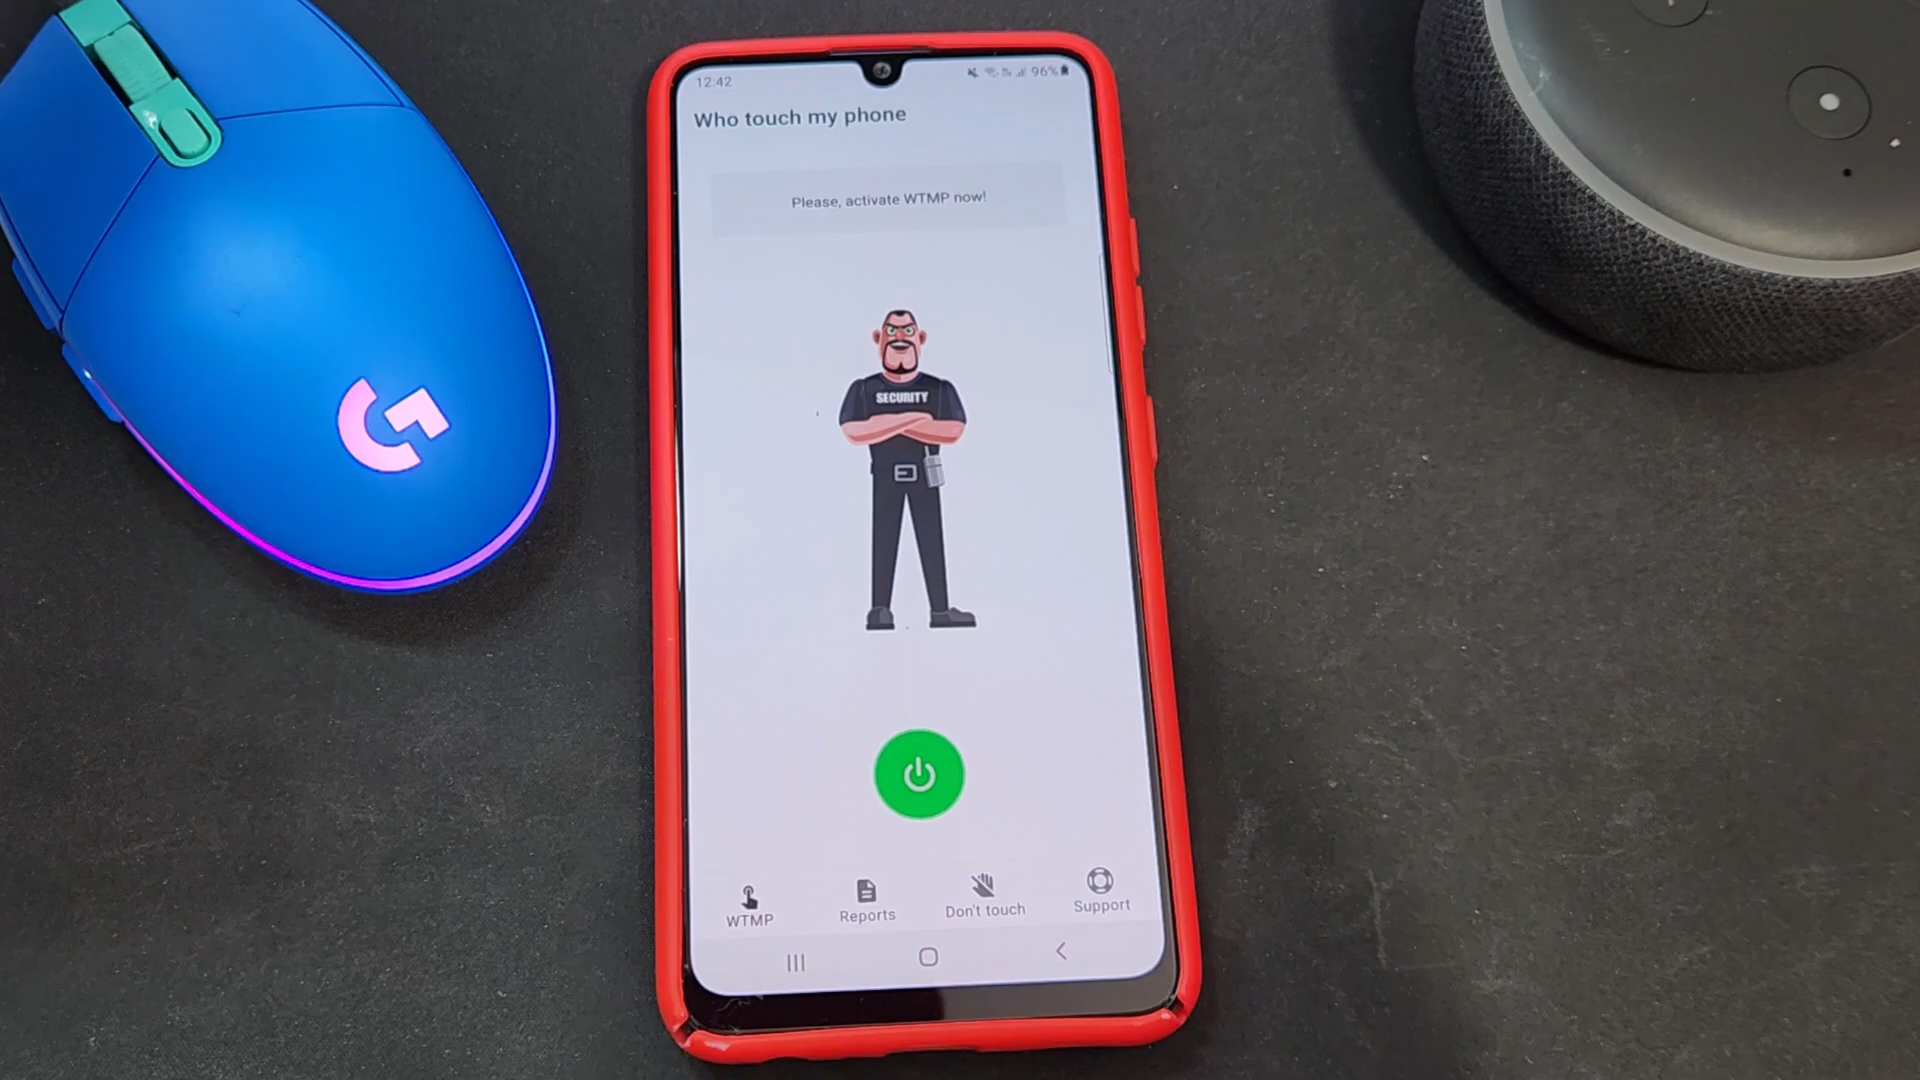 12:42
96%
Who touch my phone
Please, activate WTMP now!
SECURITY
WTMP
Reports
Don't touch
Support
G